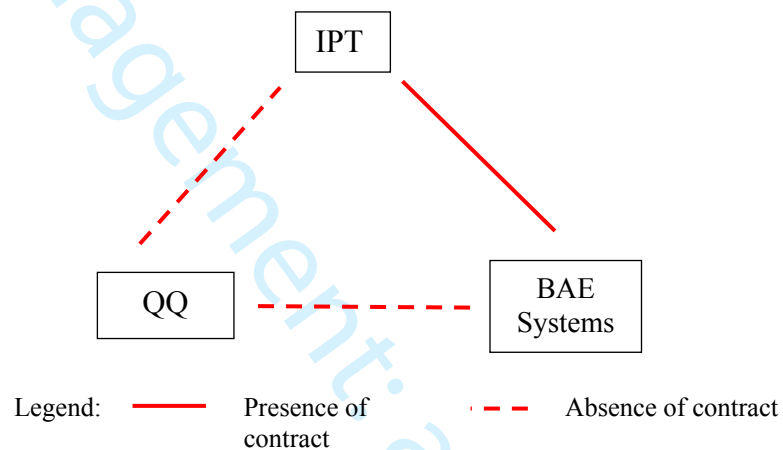 IPT
QQ
BAE
Systems
Legend:
Presence of
contract
Absence of contract